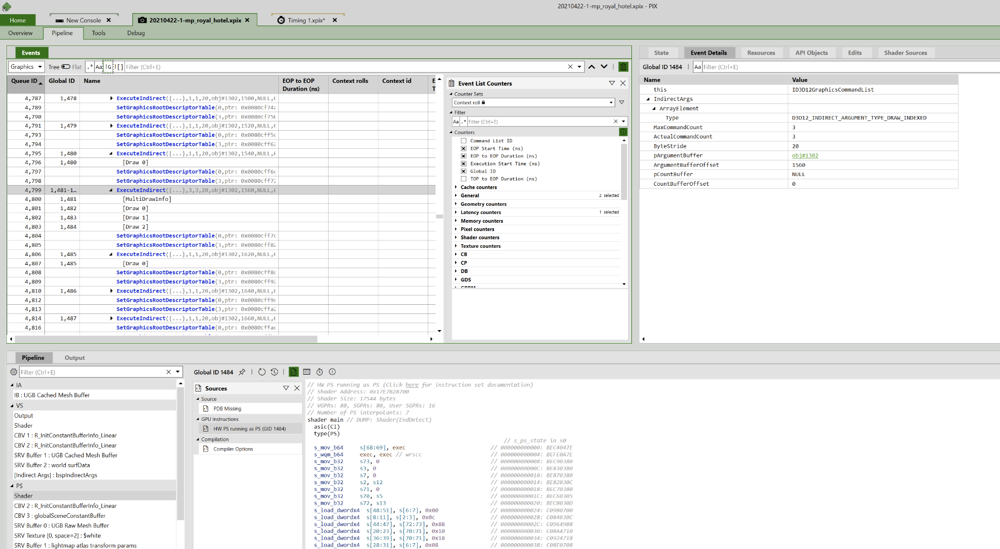 20210422-1-mp_royal_hotel.xpix - PIX
Home
New Console
20210422-1-mp_royal_hotel.xpix
Timing 1.xpix*
Overview Pipeline Tools Debug
Events
Graphics Tree Flat .* Aa !G ![] Filter (Ctrl+E)
Queue ID Global ID Name EOP to EOP Duration (ns) Context rolls Context id
4,787 1,478 ExecuteIndirect({...},1,1,20,obj#1302,1500,NULL,
4,789 SetGraphicsRootDescriptorTable(0,ptr: 0x0080cf74
4,790 SetGraphicsRootDescriptorTable(3,ptr: 0x0080cf75
4,791 1,479 ExecuteIndirect({...},1,1,20,obj#1302,1520,NULL,
4,793 SetGraphicsRootDescriptorTable(0,ptr: 0x0080cff5
4,794 SetGraphicsRootDescriptorTable(3,ptr: 0x0080cff62
4,795 1,480 ExecuteIndirect({...},1,1,20,obj#1302,1540,NULL,
4,796 1,480 [Draw 0]
4,797 SetGraphicsRootDescriptorTable(0,ptr: 0x0080cff6
4,798 SetGraphicsRootDescriptorTable(3,ptr: 0x0080cff72
4,799 1,481-1... ExecuteIndirect({...},3,3,20,obj#1302,1560,NULL,
4,800 1,481 [MultiDrawInfo]
4,801 1,482 [Draw 0]
4,802 1,483 [Draw 1]
4,803 1,484 [Draw 2]
4,804 SetGraphicsRootDescriptorTable(0,ptr: 0x0080cff7
4,805 SetGraphicsRootDescriptorTable(3,ptr: 0x0080cff82
4,806 1,485 ExecuteIndirect({...},1,1,20,obj#1302,1620,NULL,
4,807 1,485 [Draw 0]
4,808 SetGraphicsRootDescriptorTable(0,ptr: 0x0080cff8
4,809 SetGraphicsRootDescriptorTable(3,ptr: 0x0080cff92
4,810 1,486 ExecuteIndirect({...},1,1,20,obj#1302,1640,NULL,
4,812 SetGraphicsRootDescriptorTable(0,ptr: 0x0080cff9
4,813 SetGraphicsRootDescriptorTable(3,ptr: 0x0080cffa2
4,814 1,487 ExecuteIndirect({...},1,1,20,obj#1302,1660,NULL,
4,816 SetGraphicsRootDescriptorTable(0,ptr: 0x0080cffa
Event List Counters
Counter Sets
Context roll
Filter
Aa .* Filter (Ctrl+E)
Counters
Command List ID
EOP Start Time (ns)
EOP to EOP Duration (ns)
Execution Start Time (ns)
Global ID
TOP to EOP Duration (ns)
Cache counters
General 2 selected
Geometry counters
Latency counters 1 selected
Memory counters
Pixel counters
Shader counters
Texture counters
CB
CP
DB
GDS
GRBM
State Event Details Resources API Objects Edits Shader Sources
Global ID 1484 | Aa Filter (Ctrl+E)
Name Value
this ID3D12GraphicsCommandList
IndirectArgs
ArrayElement
Type D3D12_INDIRECT_ARGUMENT_TYPE_DRAW_INDEXED
MaxCommandCount 3
ActualCommandCount 3
ByteStride 20
pArgumentBuffer obj#1302
ArgumentBufferOffset 1560
pCountBuffer NULL
CountBufferOffset 0
Pipeline Output
Filter (Ctrl+E)
IA
IB : UGB Cached Mesh Buffer
VS
Output
Shader
CBV 1 : R_InitConstantBufferInfo_Linear
CBV 2 : R_InitConstantBufferInfo_Linear
SRV Buffer 1 : UGB Cached Mesh Buffer
SRV Buffer 2 : world surfData
[Indirect Args] : bspIndirectArgs
PS
Shader
CBV 2 : R_InitConstantBufferInfo_Linear
CBV 3 : globalSceneConstantBuffer
SRV Buffer 0 : UGB Raw Mesh Buffer
SRV Texture [0, space=2] : $white
SRV Buffer 1 : lightmap atlas transform params
Global ID 1484
Sources
Source
PDB Missing
GPU Instructions
HW PS running as PS (GID 1484)
Compilation
Compiler Options
// HW PS running as PS (Click here for instruction set documentation)
// Shader Address: 0x17E7B28700
// Shader Size: 17544 bytes
// VGPRs: 88, SGPRs: 80, User SGPRs: 16
// Number of PS interpolants: 7
shader main // DUMP: Shader(EndDetect)
asic(CI)
type(PS)
// s_ps_state in s0
s_mov_b64 s[68:69], exec // 000000000000: BEC4047E
s_wqm_b64 exec, exec // wrscc // 000000000004: BEFE0A7E
s_mov_b32 s73, 0 // 000000000008: BEC90380
s_mov_b32 s3, 0 // 00000000000C: BE830380
s_mov_b32 s7, 0 // 000000000010: BE870380
s_mov_b32 s2, s12 // 000000000014: BE82030C
s_mov_b32 s71, 0 // 000000000018: BEC70380
s_mov_b32 s70, s5 // 00000000001C: BEC60305
s_mov_b32 s72, s13 // 000000000020: BEC8030D
s_load_dwordx4 s[48:51], s[6:7], 0x00 // 000000000024: C0980700
s_load_dwordx4 s[8:11], s[2:3], 0x0c // 000000000028: C084030C
s_load_dwordx4 s[44:47], s[72:73], 0x88 // 00000000002C: C0964988
s_load_dwordx4 s[20:23], s[70:71], 0x10 // 000000000030: C08A4710
s_load_dwordx4 s[36:39], s[70:71], 0x18 // 000000000034: C0924718
s_load_dwordx4 s[28:31], s[6:7], 0x08 // 000000000038: C08E0708